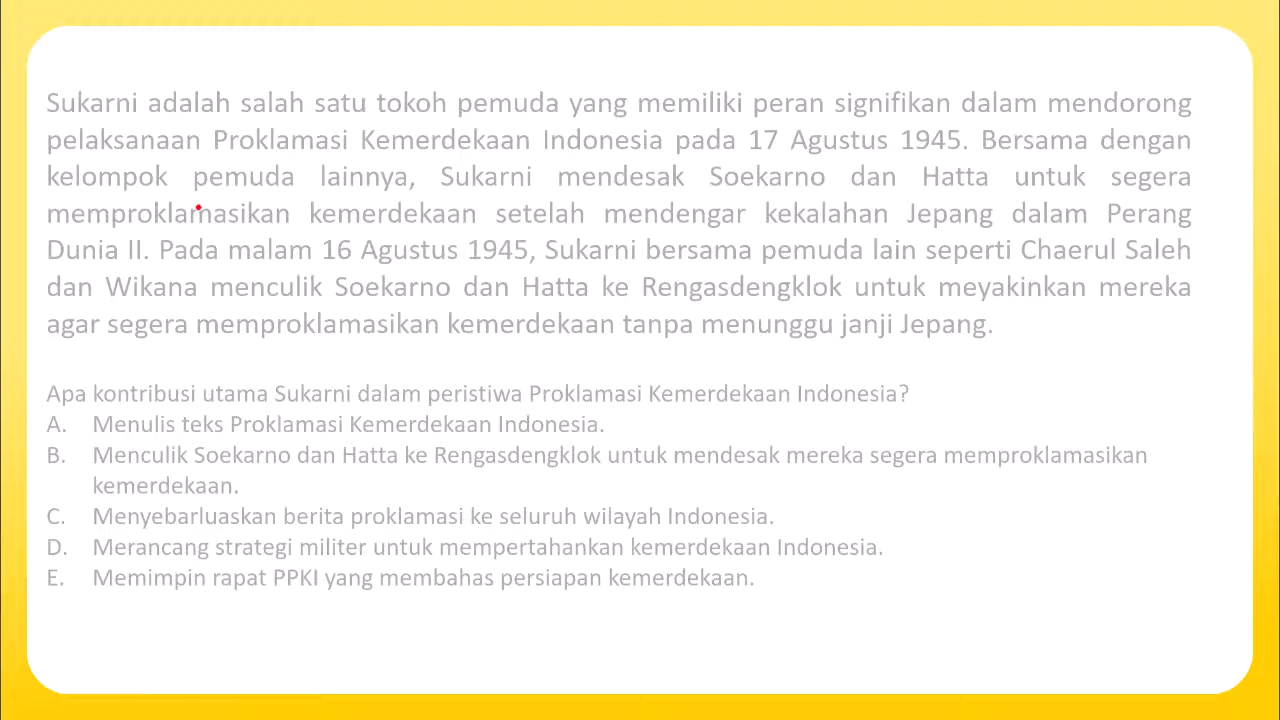 Sukarni adalah salah satu tokoh pemuda yang memiliki peran signifikan dalam mendorong
pelaksanaan Proklamasi Kemerdekaan Indonesia pada 17 Agustus 1945. Bersama dengan
kelompok pemuda lainnya, Sukarni mendesak Soekarno dan Hatta untuk segera
memproklamasikan kemerdekaan setelah mendengar kekalahan Jepang dalam Perang
Dunia II. Pada malam 16 Agustus 1945, Sukarni bersama pemuda lain seperti Chaerul Saleh
dan Wikana menculik Soekarno dan Hatta ke Rengasdengklok untuk meyakinkan mereka
agar segera memproklamasikan kemerdekaan tanpa menunggu janji Jepang.
Apa kontribusi utama Sukarni dalam peristiwa Proklamasi Kemerdekaan Indonesia?
A. Menulis teks Proklamasi Kemerdekaan Indonesia.
B. Menculik Soekarno dan Hatta ke Rengasdengklok untuk mendesak mereka segera memproklamasikan
kemerdekaan.
C. Menyebarluaskan berita proklamasi ke seluruh wilayah Indonesia.
D. Merancang strategi militer untuk mempertahankan kemerdekaan Indonesia.
E. Memimpin rapat PPKI yang membahas persiapan kemerdekaan.